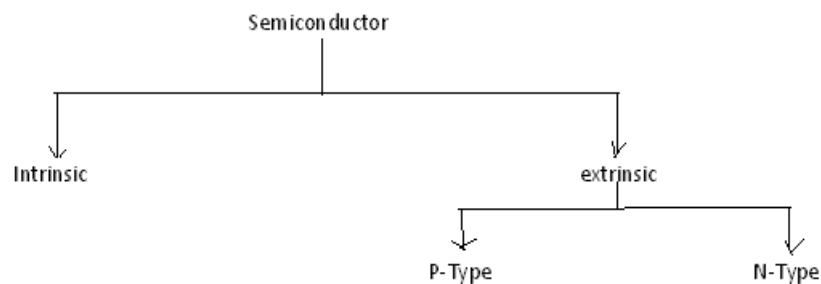 Semiconductor
Intrinsic
extrinsic
P-Type
N-Type